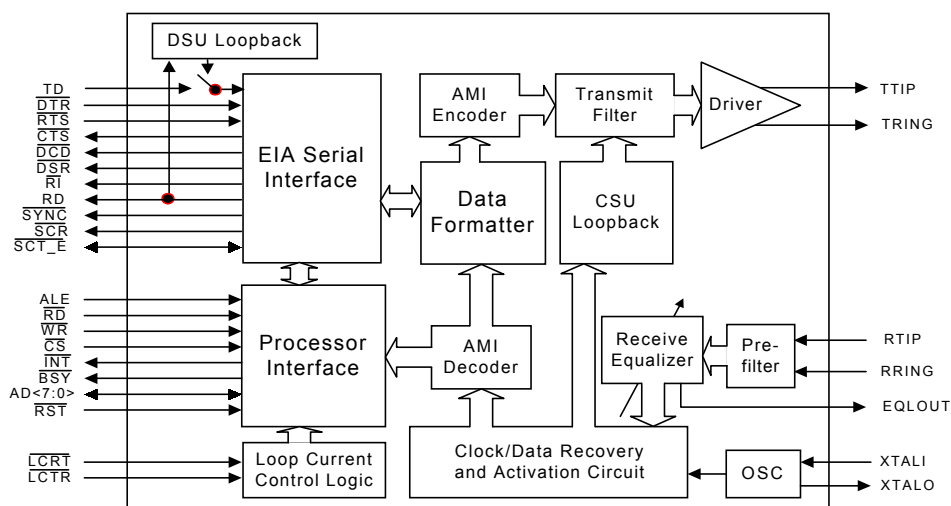 DSU Loopback
TD
DTR
RTS
CTS
DCD
DSR
RI
RD
SYNC
SCR
SCT_E
EIA Serial
Interface
AMI
Encoder
Transmit
Filter
Driver
TTIP
TRING
Data
Formatter
CSU
Loopback
ALE
RD
WR
CS
INT
BSY
AD<7:0>
RST
Processor
Interface
AMI
Decoder
Receive
Equalizer
Pre-
filter
RTIP
RRING
EQLOUT
LCRT
LCTR
Loop Current
Control Logic
Clock/Data Recovery
and Activation Circuit
OSC
XTALI
XTALO